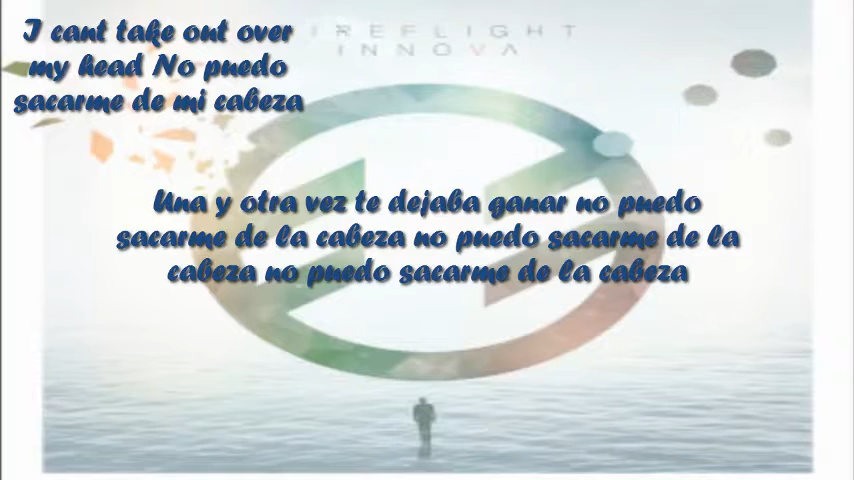 I cant take out over
my head No puedo
sacarme de mi cabeza
IREFLIGHT
INNOVA
Una y otra vez te dejaba ganar no puedo
sacarme de la cabeza no puedo sacarme de la
cabeza no puedo sacarme de la cabeza